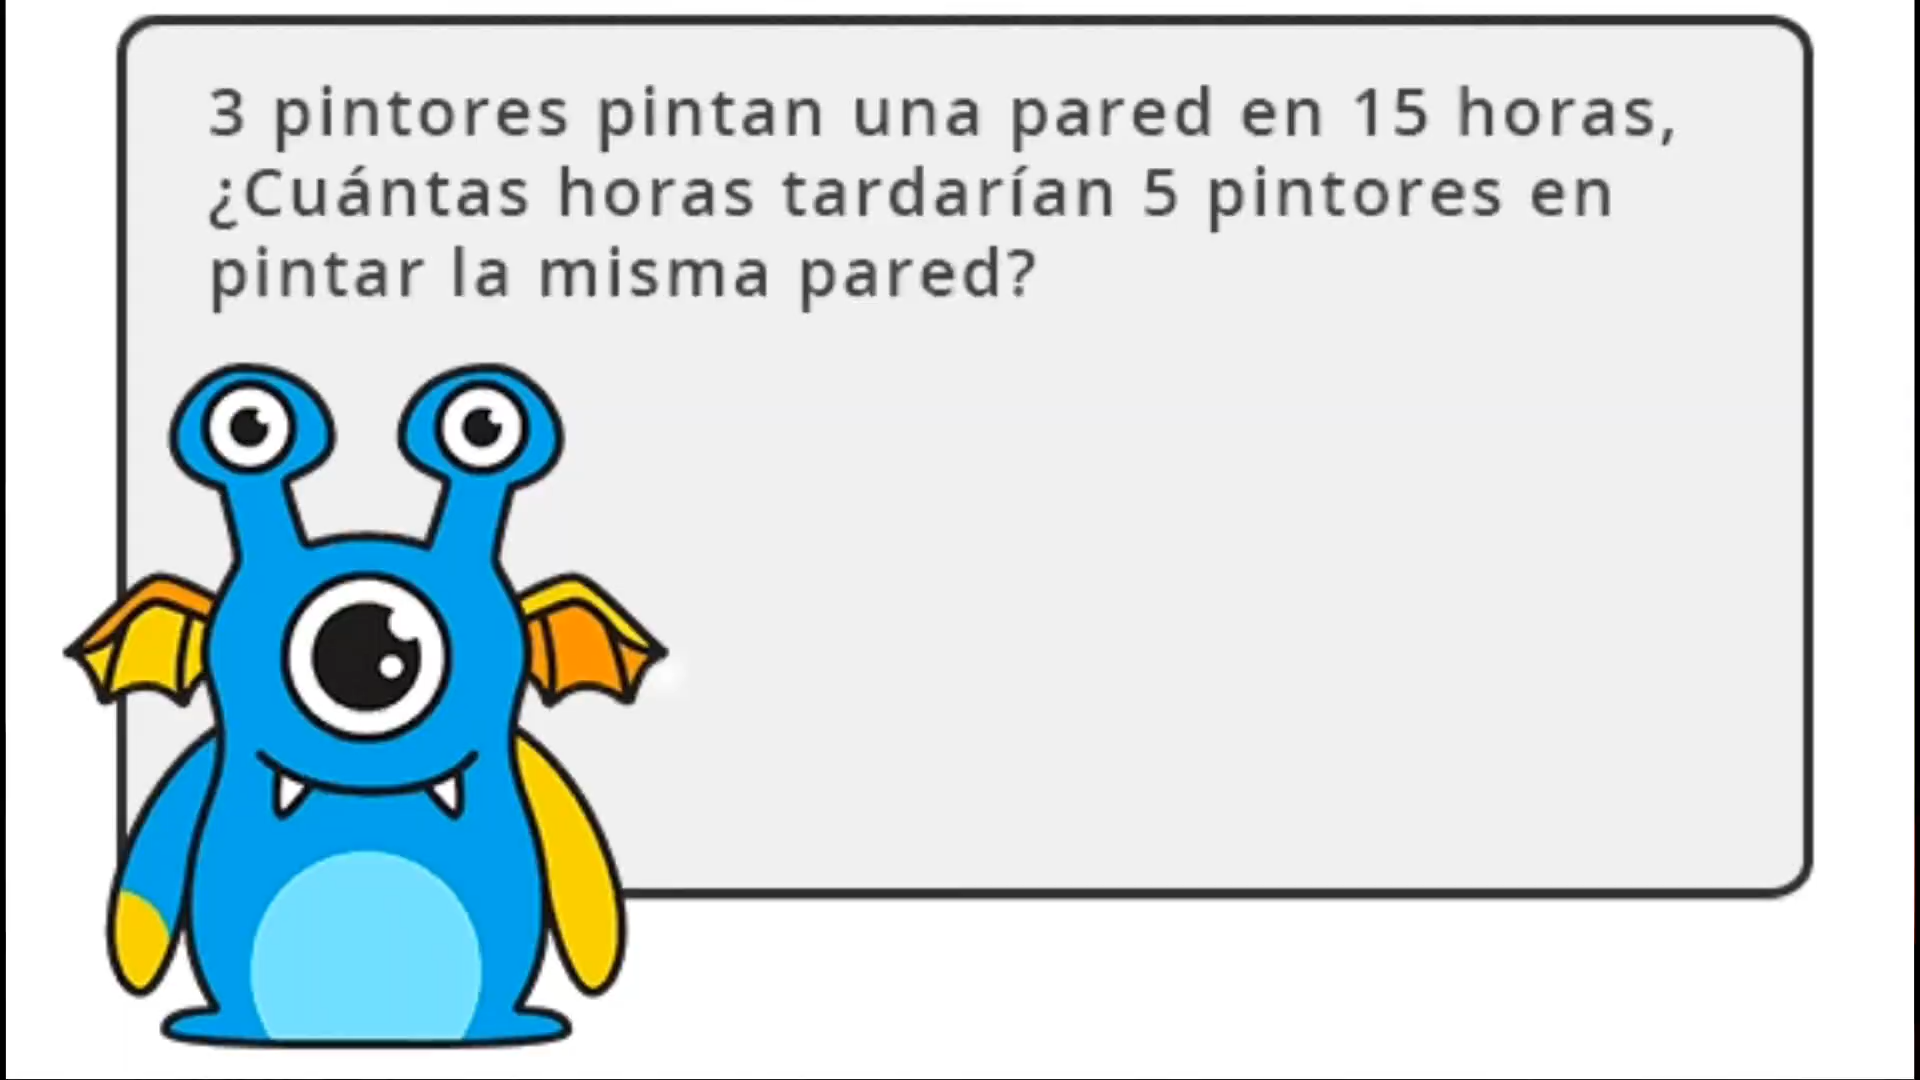 3 pintores pintan una pared en 15 horas,
¿Cuántas horas tardarían 5 pintores en
pintar la misma pared?